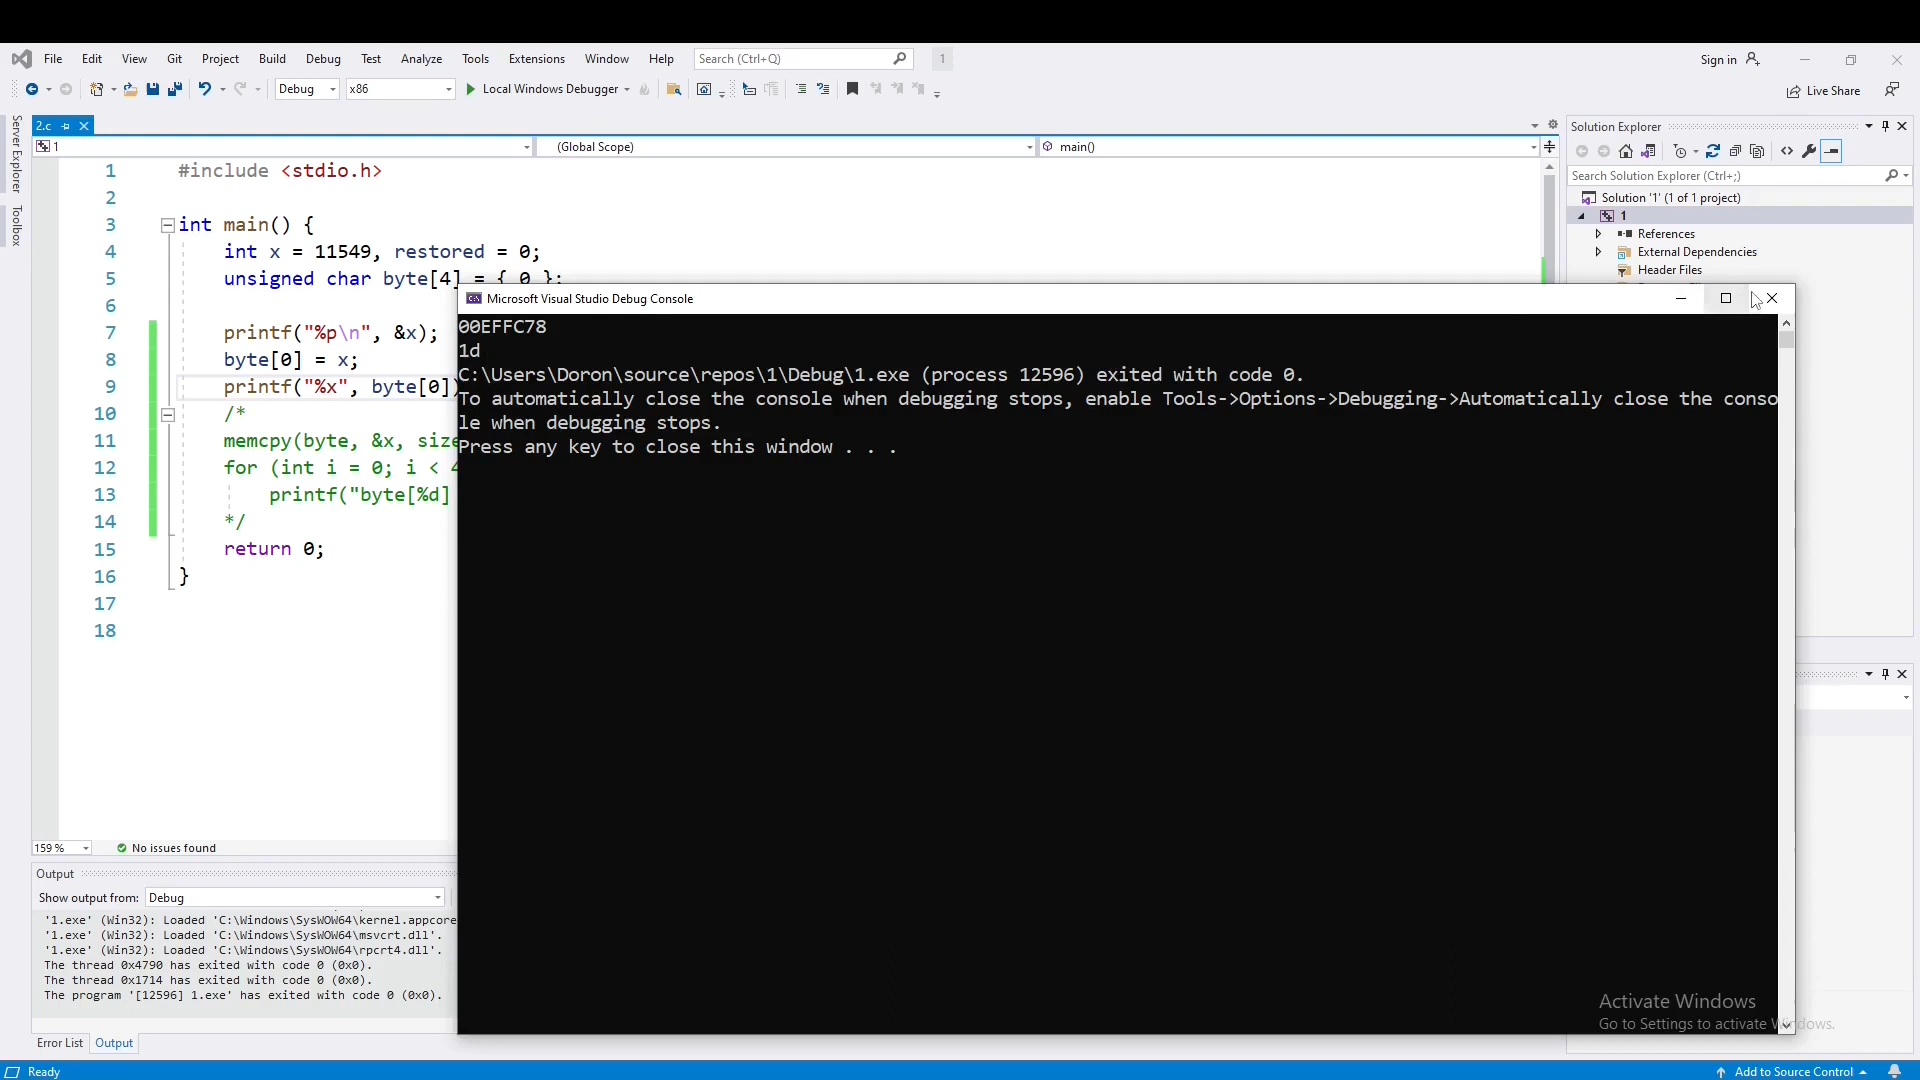 File Edit View Git Project Build Debug Test Analyze Tools Extensions Window Help Search (Ctrl+Q) 1 Sign in
Debug x86 Local Windows Debugger Live Share
Server Explorer
Toolbox
2.c
1 (Global Scope) main()
1 #include <stdio.h>
2
3 int main() {
4 int x = 11549, restored = 0;
5 unsigned char byte[4] = { 0 };
6
7 printf("%p\n", &x);
8 byte[0] = x;
9 printf("%x", byte[0])
10 /*
11 memcpy(byte, &x, size
12 for (int i = 0; i < 4
13 printf("byte[%d]
14 */
15 return 0;
16 }
17
18
Microsoft Visual Studio Debug Console
00EFFC78
1d
C:\Users\Doron\source\repos\1\Debug\1.exe (process 12596) exited with code 0.
To automatically close the console when debugging stops, enable Tools->Options->Debugging->Automatically close the conso
le when debugging stops.
Press any key to close this window . . .
Solution Explorer
Search Solution Explorer (Ctrl+;)
Solution '1' (1 of 1 project)
1
References
External Dependencies
Header Files
159 % No issues found
Output
Show output from: Debug
'1.exe' (Win32): Loaded 'C:\Windows\SysWOW64\kernel.appcore
'1.exe' (Win32): Loaded 'C:\Windows\SysWOW64\msvcrt.dll'.
'1.exe' (Win32): Loaded 'C:\Windows\SysWOW64\rpcrt4.dll'.
The thread 0x4790 has exited with code 0 (0x0).
The thread 0x1714 has exited with code 0 (0x0).
The program '[12596] 1.exe' has exited with code 0 (0x0).
Error List Output
Activate Windows
Go to Settings to activate Windows.
Ready Add to Source Control